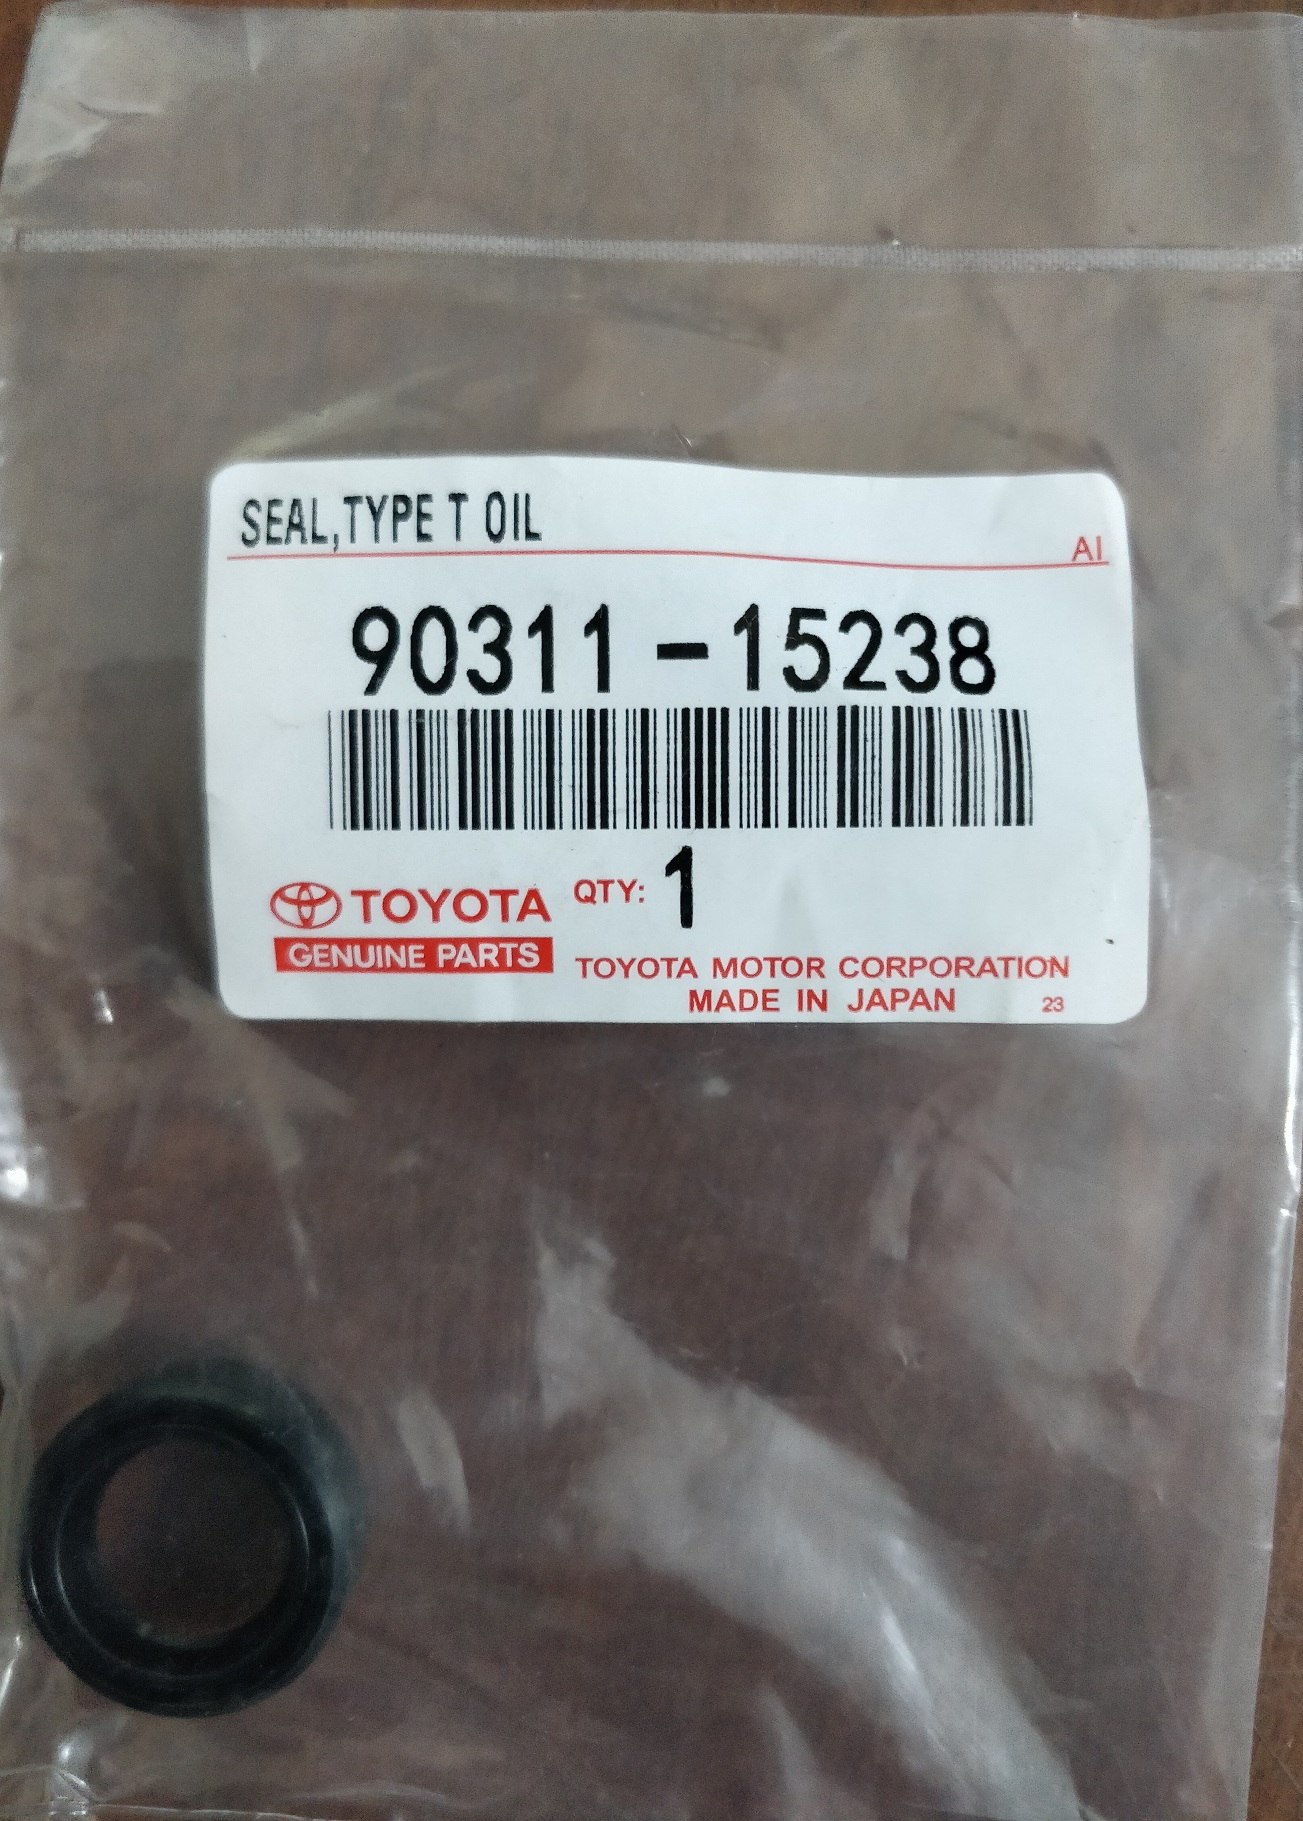 SEAL,TYPE T OIL
AI
90311-15238
TOYOTA QTY: 1
GENUINE PARTS
TOYOTA MOTOR CORPORATION
MADE IN JAPAN 23